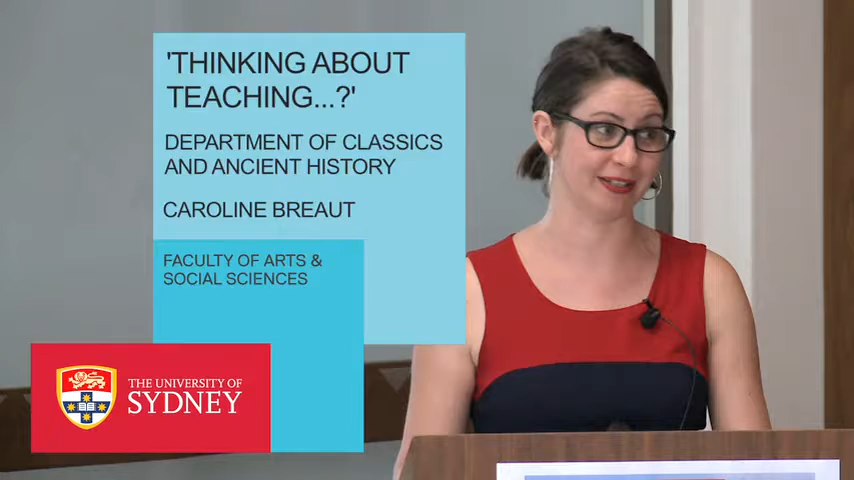 'THINKING ABOUT
TEACHING...?'
DEPARTMENT OF CLASSICS
AND ANCIENT HISTORY
CAROLINE BREAUT
FACULTY OF ARTS &
SOCIAL SCIENCES
THE UNIVERSITY OF
SYDNEY